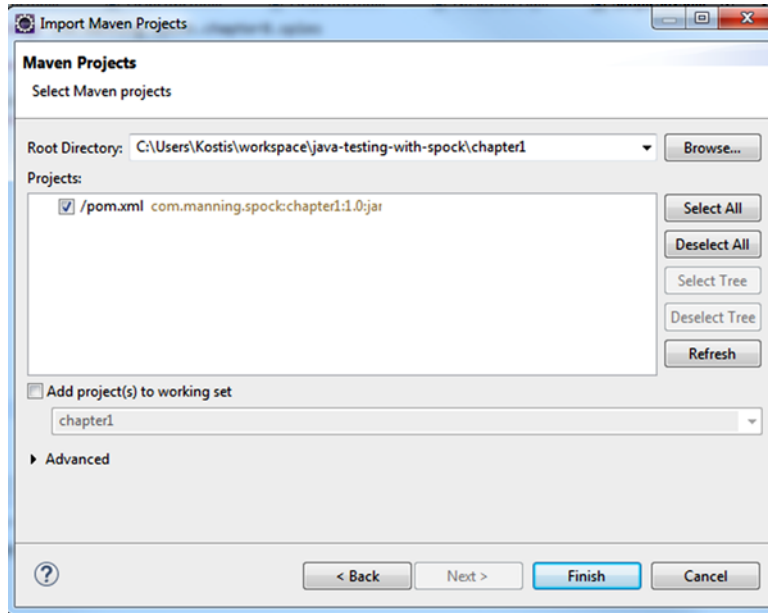 Import Maven Projects
Maven Projects
Select Maven projects
Root Directory: C:\Users\Kostis\workspace\java-testing-with-spock\chapter1 Browse...
Projects:
/pom.xml com.manning.spock:chapter1:1.0:jar
Select All
Deselect All
Select Tree
Deselect Tree
Refresh
Add project(s) to working set
chapter1
Advanced
< Back Next > Finish Cancel